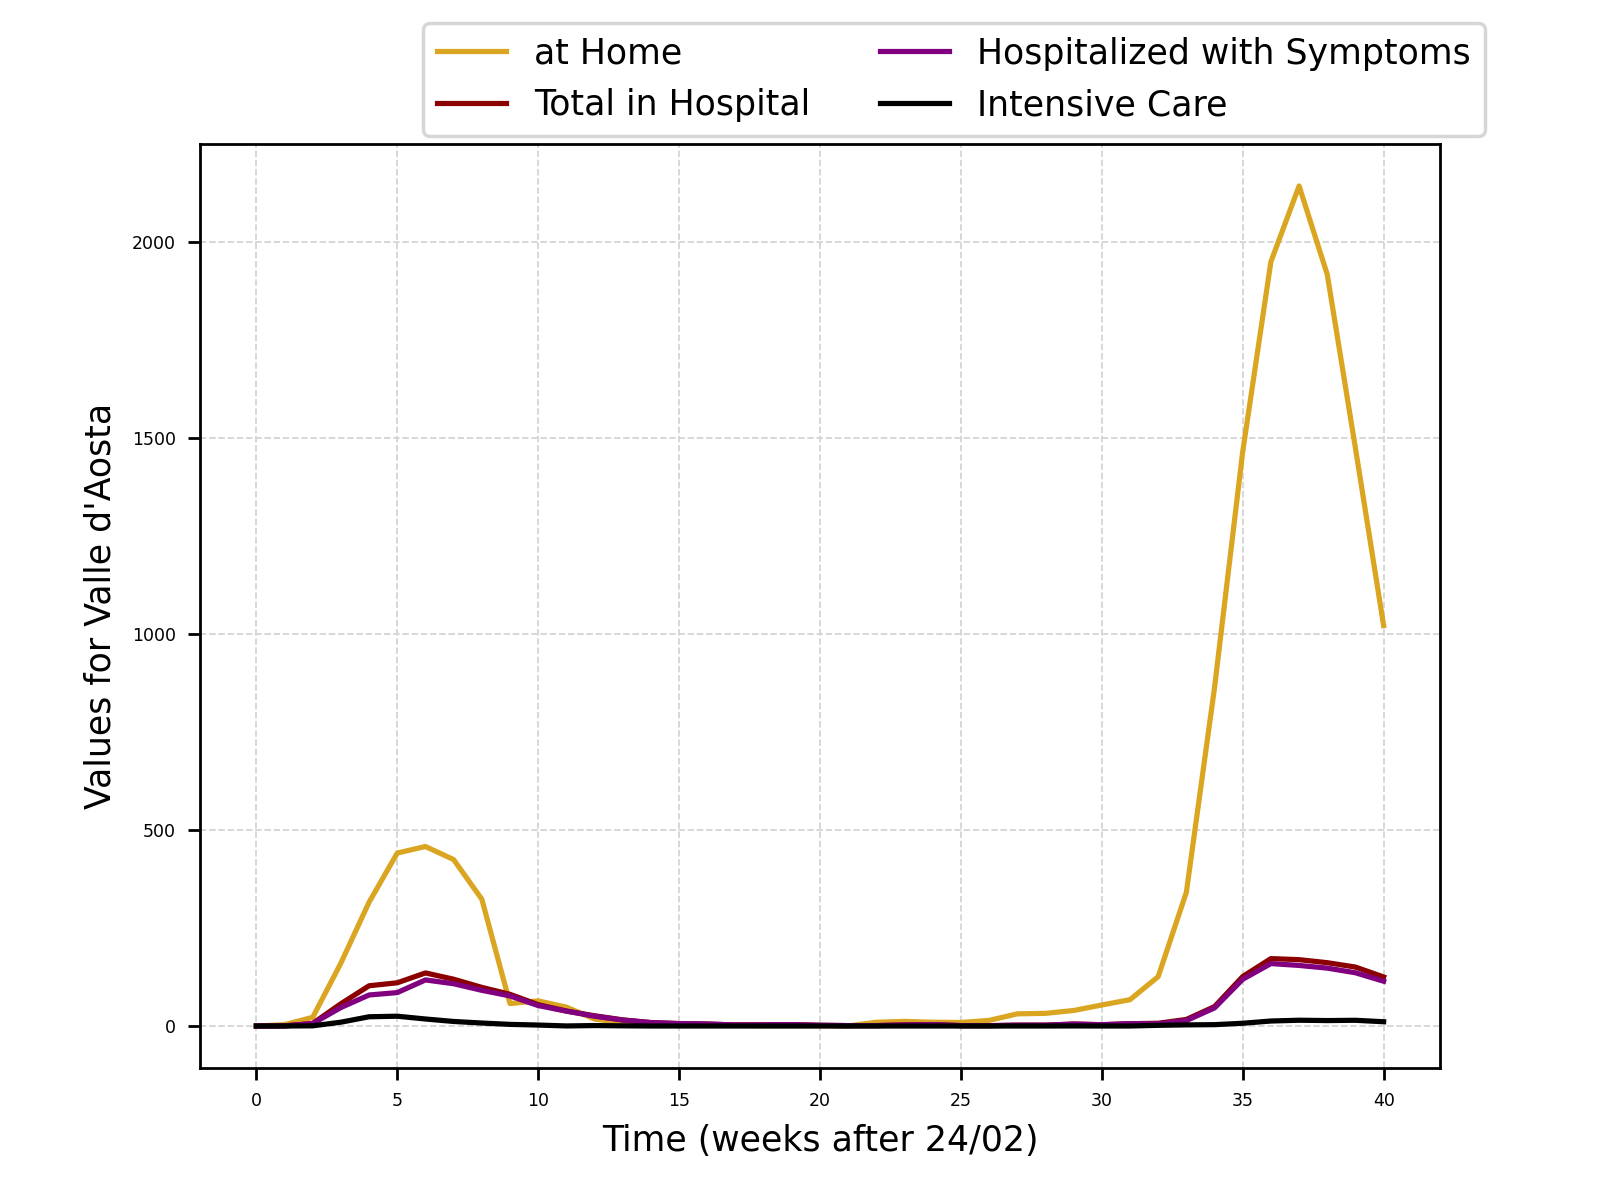 at Home
Total in Hospital
Hospitalized with Symptoms
Intensive Care
Values for Valle d'Aosta
2000
1500
1000
500
0
0 5 10 15 20 25 30 35 40
Time (weeks after 24/02)